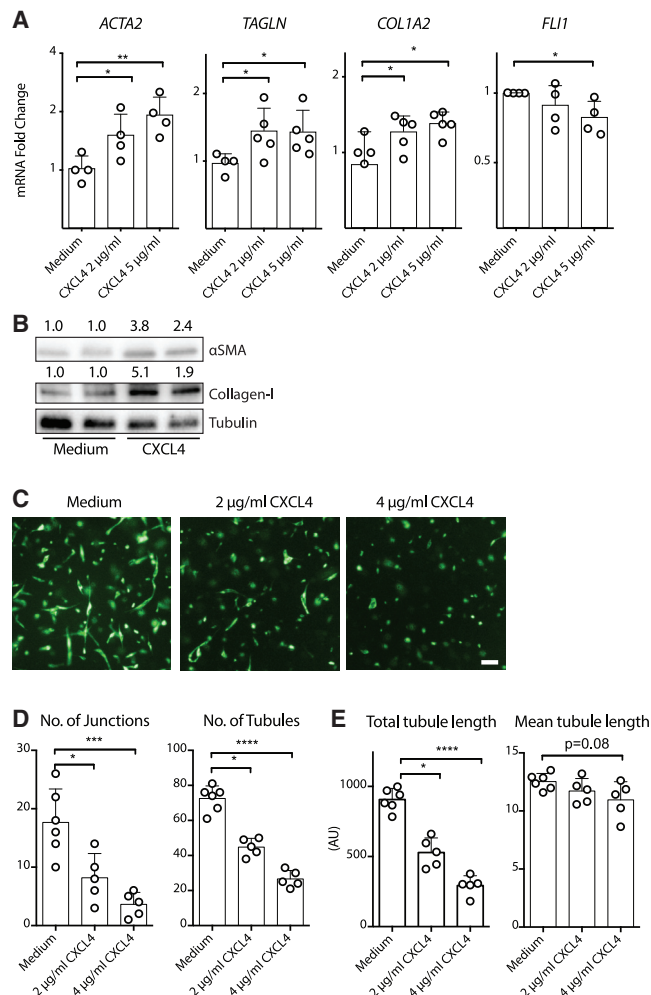 A
ACTA2 TAGLN COL1A2 FLI1
mRNA Fold Change
4
2
1
**
*
2
1
*
*
2
1
*
*
1
0.5
*
Medium
CXCL4 2 µg/ml
CXCL4 5 µg/ml
Medium
CXCL4 2 µg/ml
CXCL4 5 µg/ml
Medium
CXCL4 2 µg/ml
CXCL4 5 µg/ml
Medium
CXCL4 2 µg/ml
CXCL4 5 µg/ml
B
1.0 1.0 3.8 2.4
αSMA
1.0 1.0 5.1 1.9
Collagen-I
Tubulin
Medium CXCL4
C
Medium 2 µg/ml CXCL4 4 µg/ml CXCL4
D
No. of Junctions
30
20
10
0
***
*
Medium
2 µg/ml CXCL4
4 µg/ml CXCL4
No. of Tubules
100
80
60
40
20
0
****
*
Medium
2 µg/ml CXCL4
4 µg/ml CXCL4
E
Total tubule length
(AU)
1000
500
0
****
*
Medium
2 µg/ml CXCL4
4 µg/ml CXCL4
Mean tubule length
p=0.08
15
10
5
0
Medium
2 µg/ml CXCL4
4 µg/ml CXCL4